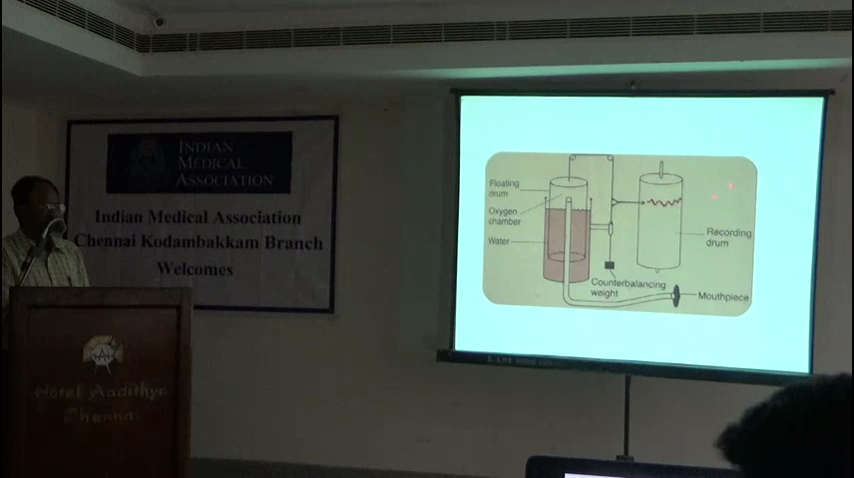 INDIAN
MEDICAL
ASSOCIATION
Indian Medical Association
Chennai Kodambakkam Branch
Welcomes
Hotel Aadithya
Chennai
Floating
drum
Oxygen
chamber
Water
Counterbalancing
weight
Recording
drum
Mouthpiece